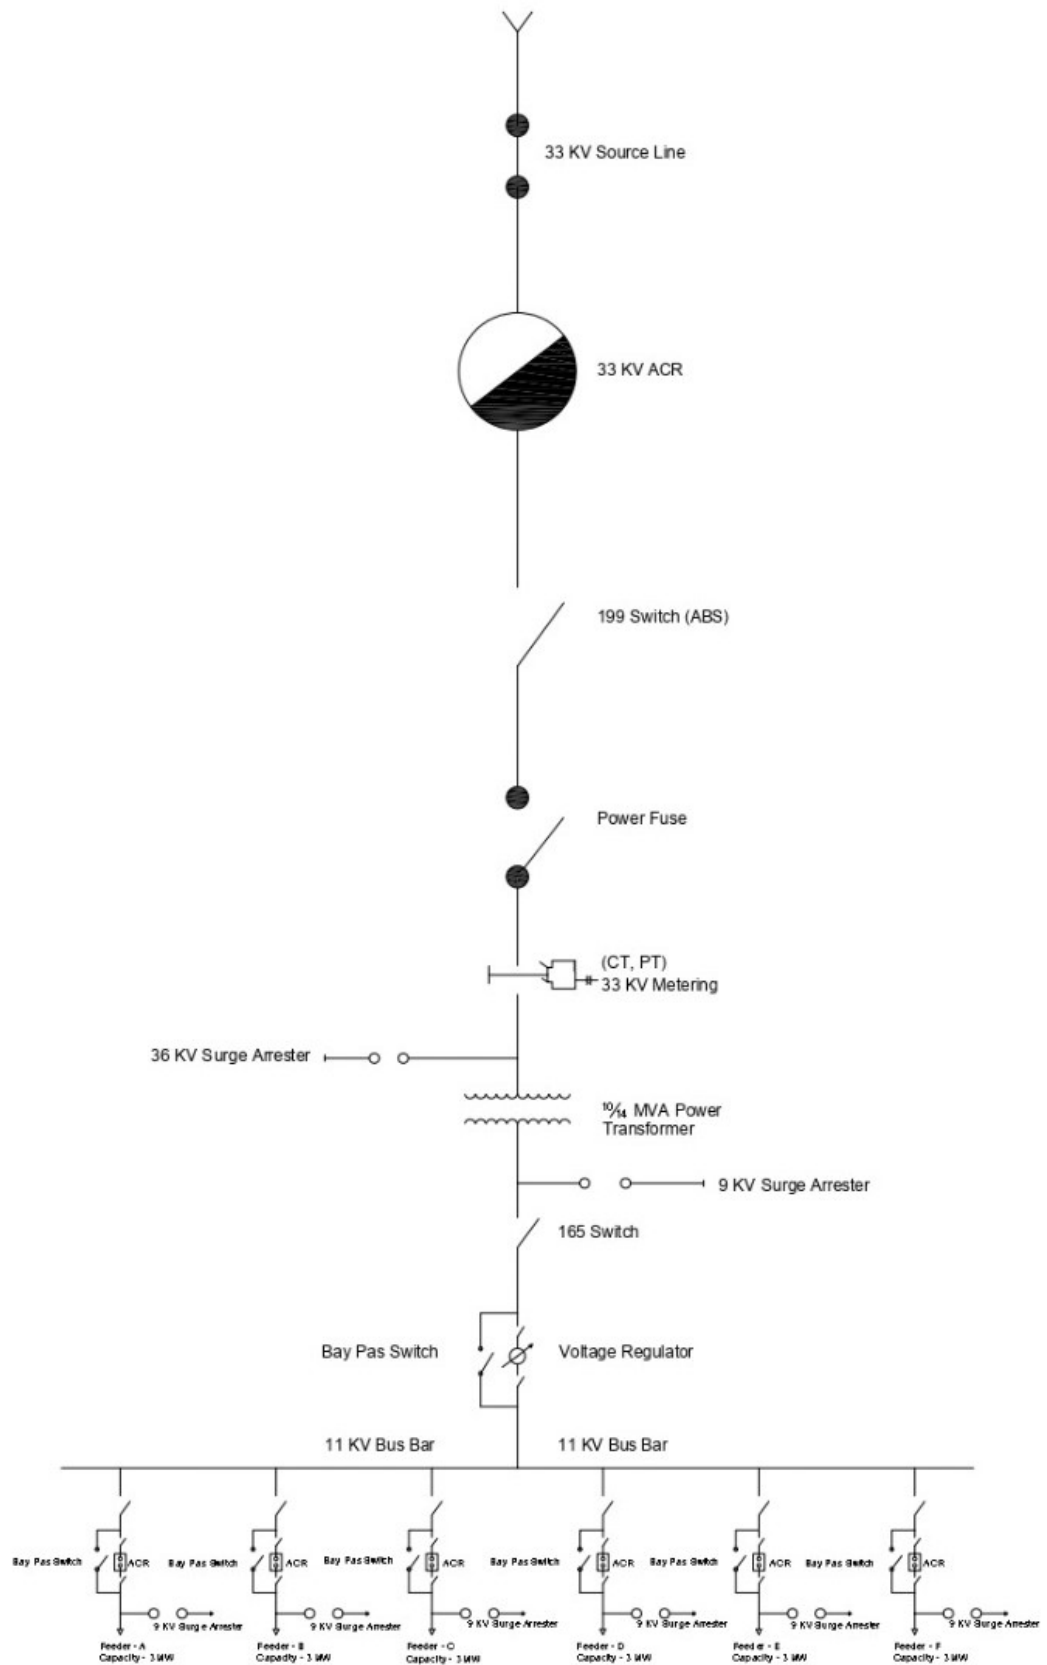 33 KV Source Line
33 KV ACR
199 Switch (ABS)
Power Fuse
(CT, PT)
33 KV Metering
36 KV Surge Arrester
10/14 MVA Power
Transformer
9 KV Surge Arrester
165 Switch
Bay Pas Switch
Voltage Regulator
11 KV Bus Bar
11 KV Bus Bar
Bay Pas Switch
ACR
9 KV Surge Arrester
Feeder - A
Capacity - 3 MW
Bay Pas Switch
ACR
9 KV Surge Arrester
Feeder - B
Capacity - 3 MW
Bay Pas Switch
ACR
9 KV Surge Arrester
Feeder - C
Capacity - 3 MW
Bay Pas Switch
ACR
9 KV Surge Arrester
Feeder - D
Capacity - 3 MW
Bay Pas Switch
ACR
9 KV Surge Arrester
Feeder - E
Capacity - 3 MW
Bay Pas Switch
ACR
9 KV Surge Arrester
Feeder - F
Capacity - 3 MW